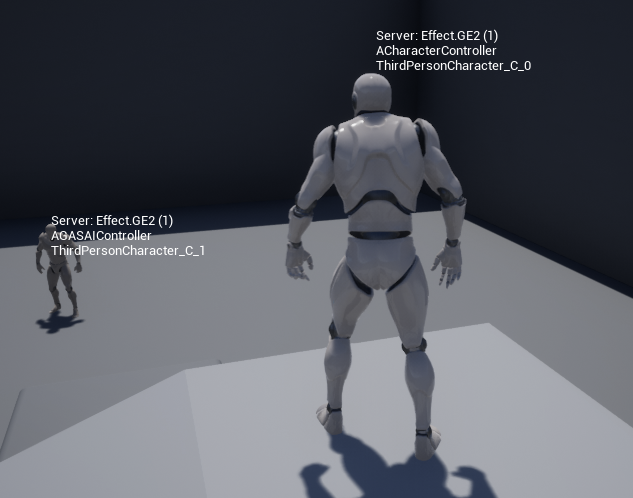 Server: Effect.GE2 (1)
ACharacterController
ThirdPersonCharacter_C_0
Server: Effect.GE2 (1)
AGASAIController
ThirdPersonCharacter_C_1